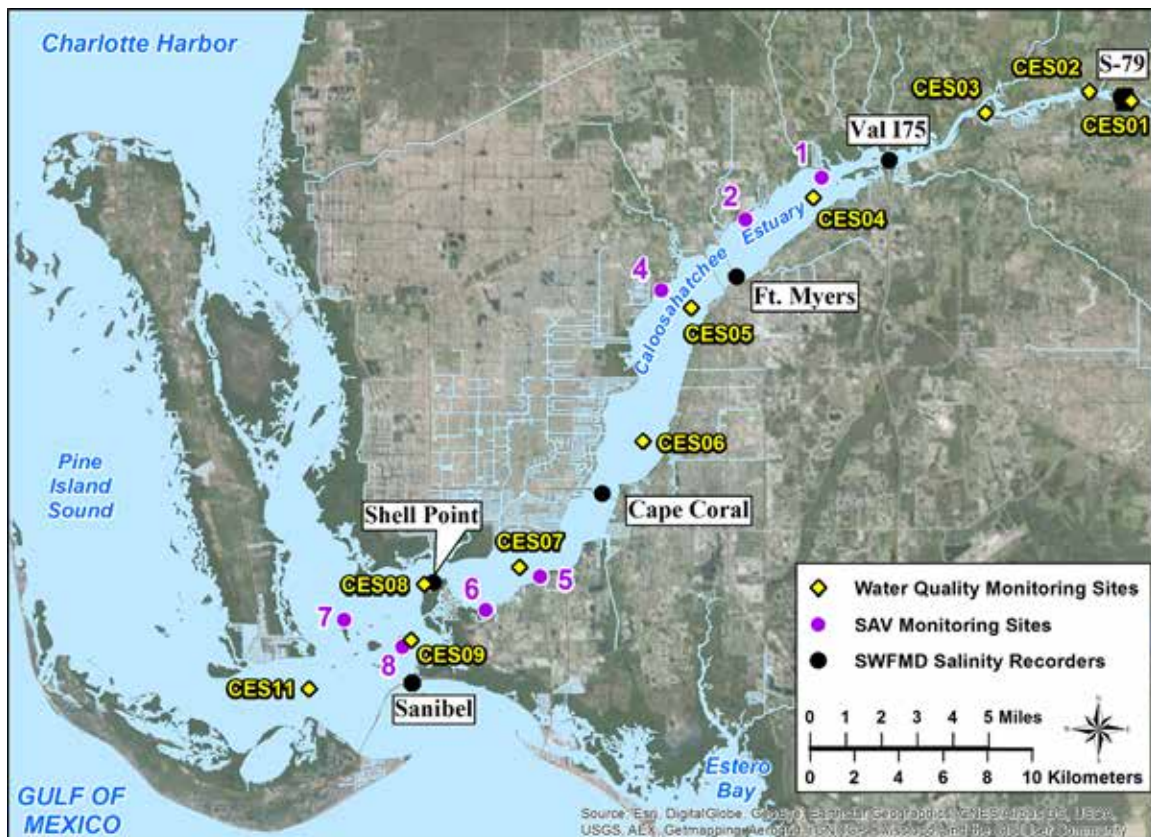 Charlotte Harbor
CES02
S-79
CES03
CES01
Val I75
1
2
CES04
Caloosahatchee Estuary
4
Ft. Myers
CES05
Pine
Island
Sound
CES06
Shell Point
Cape Coral
CES07
CES08
5
6
7
CES09
8
CES11
Sanibel
Estero
Bay
GULF OF
MEXICO
Water Quality Monitoring Sites
SAV Monitoring Sites
SWFMD Salinity Recorders
0 1 2 3 4 5 Miles
0 2 4 6 8 10 Kilometers
Source: Esri, DigitalGlobe,
USGS, AEX, Getmapping,